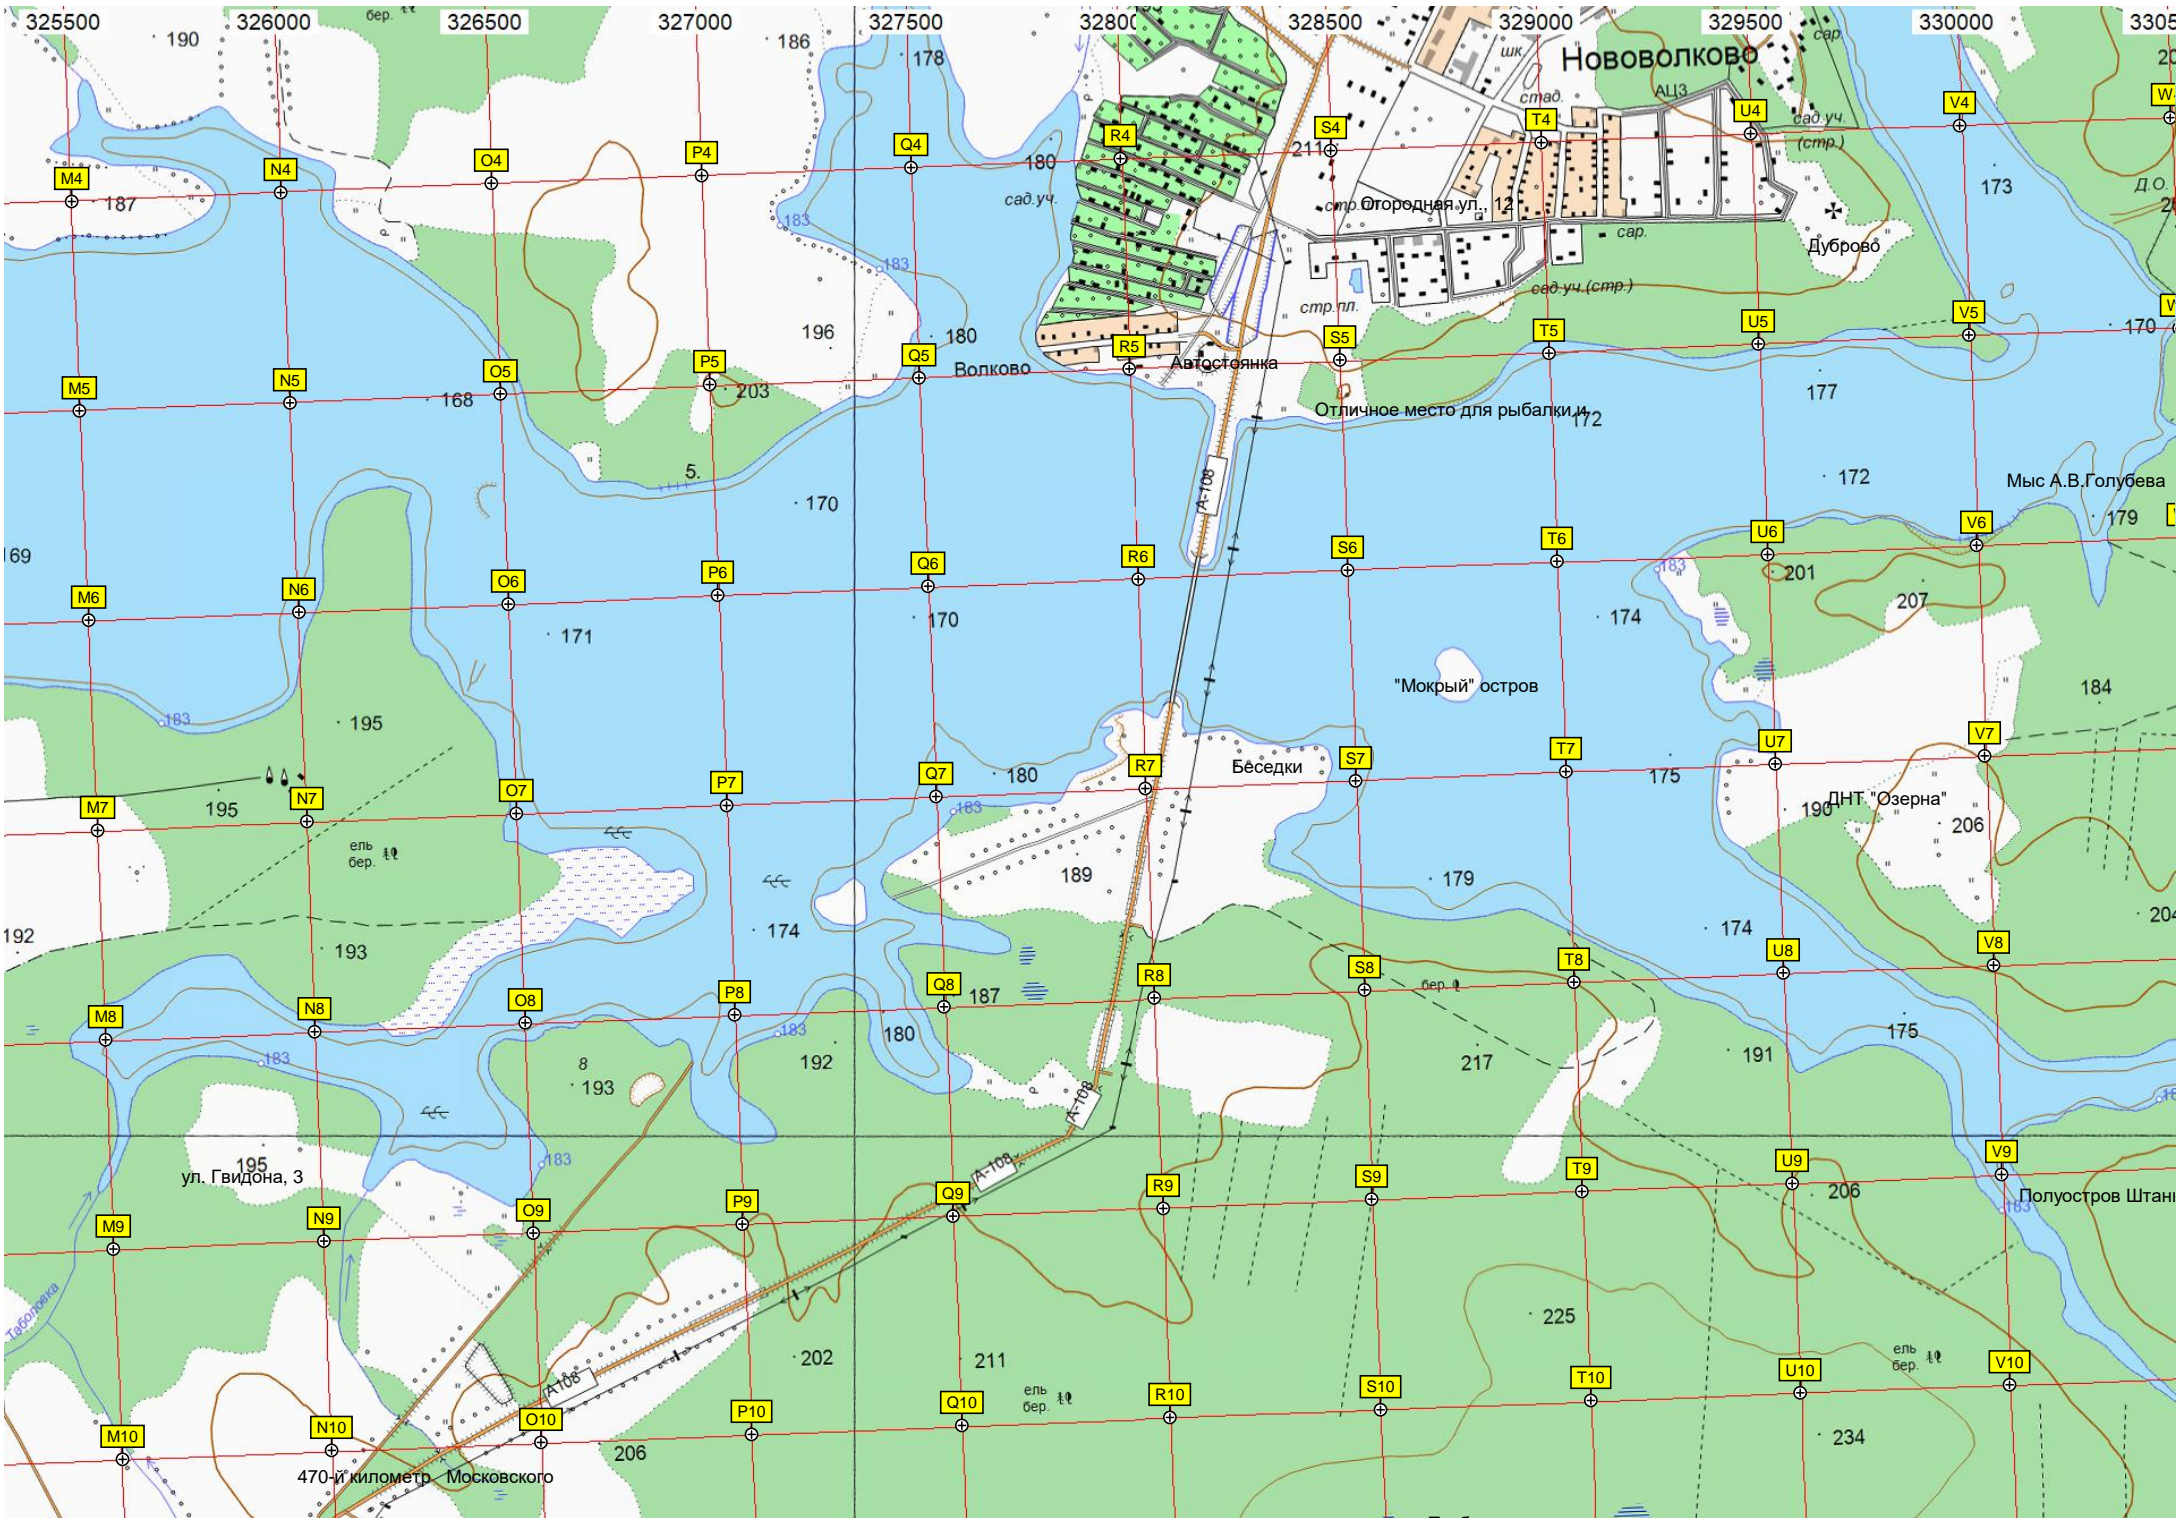 325500 326000 326500 327000 327500 328000 328500 329000 329500 330000 3305
бер.
190
186
178
шк.
Нововолково
сар.
20
стад.
АЦЗ
V4
W4
U4
сад.уч.
(стр.)
T4
S4
211
R4
180
Q4
P4
O4
N4
M4
187
173
Д.О.
сад.уч.
Огородная ул., 12
183
сар.
Дуброво
183
сад.уч.(стр.)
стр.пл.
196
180
V5
170
U5
T5
S5
R5
Q5
P5
O5
N5
M5
Волково
Автостоянка
203
168
177
Отличное место для рыбалки и
172
5.
170
А-108
172
Мыс А.В.Голубева
179
V6
U6
T6
S6
R6
Q6
P6
O6
N6
M6
169
183
201
207
170
174
171
"Мокрый" остров
184
183
195
V7
U7
T7
S7
R7
Q7
P7
O7
N7
M7
Беседки
180
175
183
195
190
ДНТ "Озерна"
206
ель
бер.
189
179
204
192
193
174
174
V8
U8
T8
S8
R8
Q8
P8
O8
N8
M8
187
бер.
183
180
175
183
192
217
191
8
193
А-108
183
195
ул. Гвидона, 3
А-108
V9
U9
T9
S9
R9
Q9
P9
O9
N9
M9
206
Полуостров Штан
183
Таболовка
225
202
211
ель
бер.
А108
ель
бер.
V10
U10
T10
S10
R10
Q10
P10
O10
N10
M10
206
234
470-й километр Московского